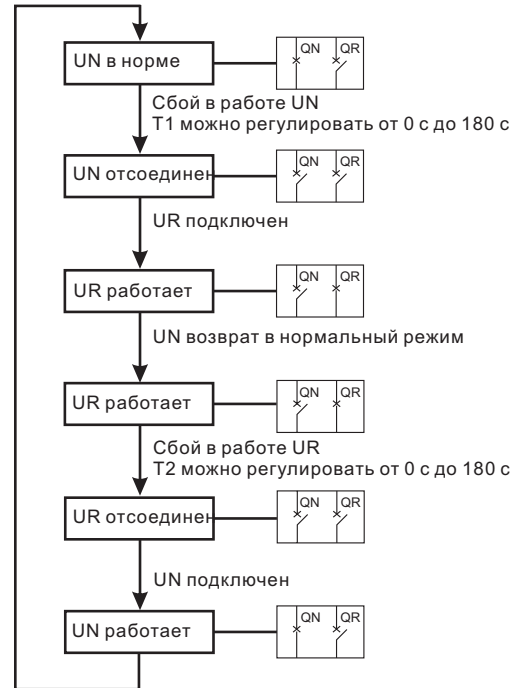 UN в норме
QN QR
Сбой в работе UN
Т1 можно регулировать от 0 с до 180 с
UN отсоединен
QN QR
UR подключен
UR работает
QN QR
UN возврат в нормальный режим
UR работает
QN QR
Сбой в работе UR
Т2 можно регулировать от 0 с до 180 с
UR отсоединен
QN QR
UN подключен
UN работает
QN QR